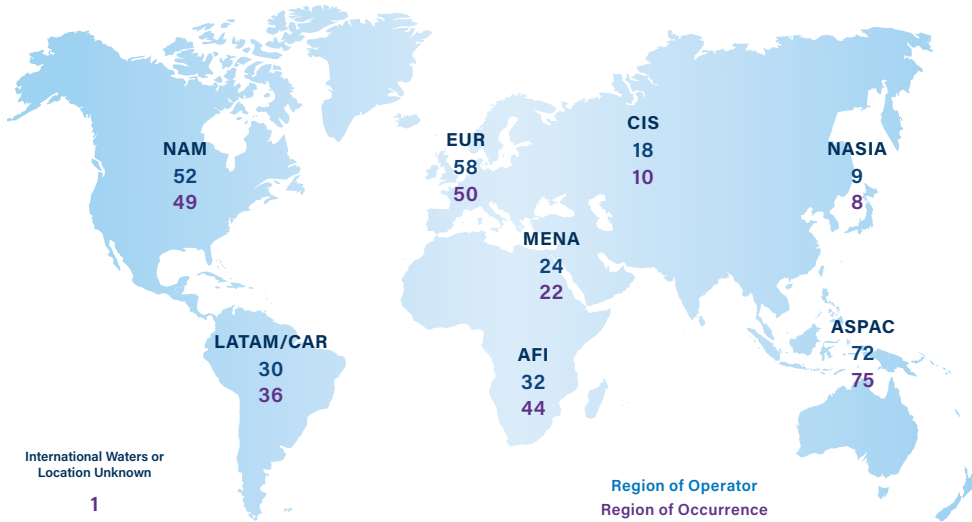 NAM
52
49
EUR
58
50
CIS
18
10
NASIA
9
8
MENA
24
22
LATAM/CAR
30
36
AFI
32
44
ASPAC
72
75
International Waters or
Location Unknown
1
Region of Operator
Region of Occurrence